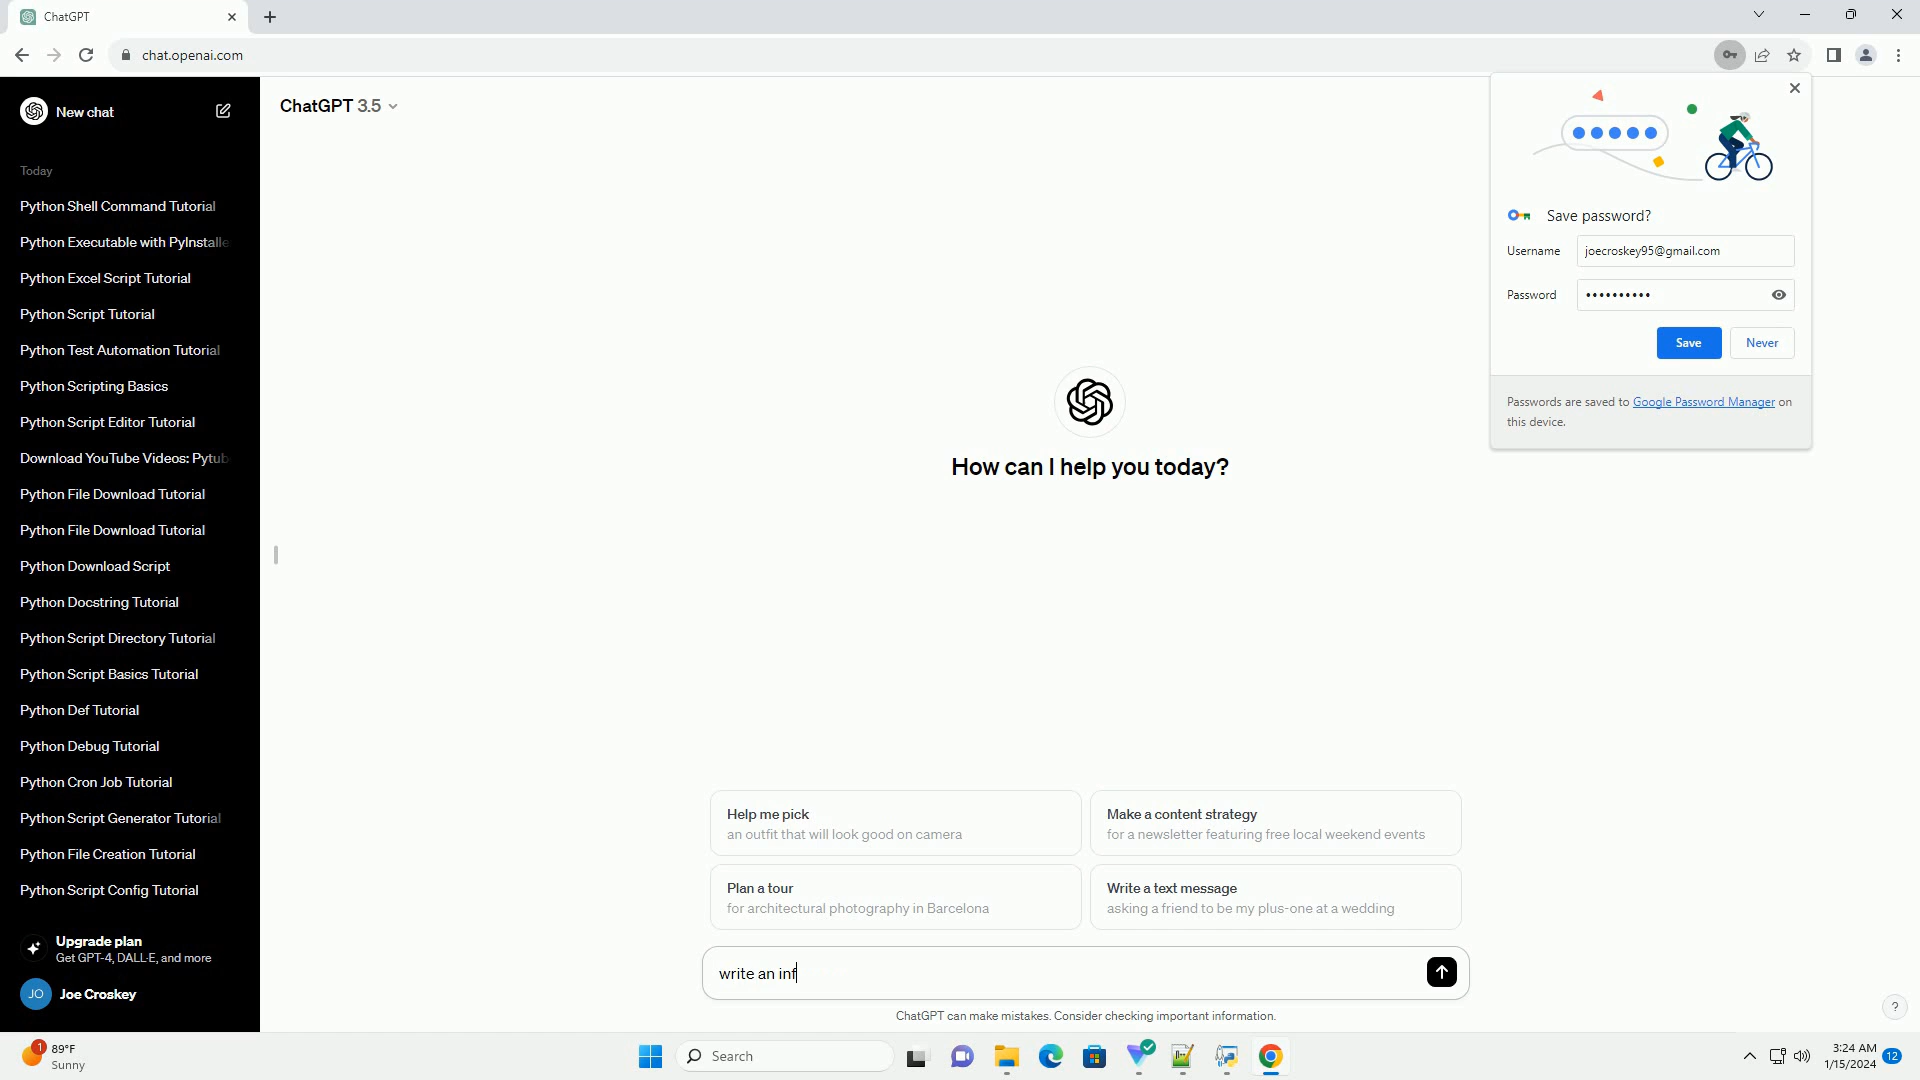 ChatGPT
chat.openai.com
New chat
Today
Python Shell Command Tutorial
Python Executable with PyInstalle
Python Excel Script Tutorial
Python Script Tutorial
Python Test Automation Tutorial
Python Scripting Basics
Python Script Editor Tutorial
Download YouTube Videos: Pytub
Python File Download Tutorial
Python File Download Tutorial
Python Download Script
Python Docstring Tutorial
Python Script Directory Tutorial
Python Script Basics Tutorial
Python Def Tutorial
Python Debug Tutorial
Python Cron Job Tutorial
Python Script Generator Tutorial
Python File Creation Tutorial
Python Script Config Tutorial
Upgrade plan
Get GPT-4, DALL·E, and more
JO Joe Croskey
ChatGPT 3.5
How can I help you today?
Help me pick
an outfit that will look good on camera
Make a content strategy
for a newsletter featuring free local weekend events
Plan a tour
for architectural photography in Barcelona
Write a text message
asking a friend to be my plus-one at a wedding
write an inf
ChatGPT can make mistakes. Consider checking important information.
?
Save password?
Username joecroskey95@gmail.com
Password ••••••••••
Save Never
Passwords are saved to Google Password Manager on
this device.
1
89°F
Sunny
Search
3:24 AM
1/15/2024
12